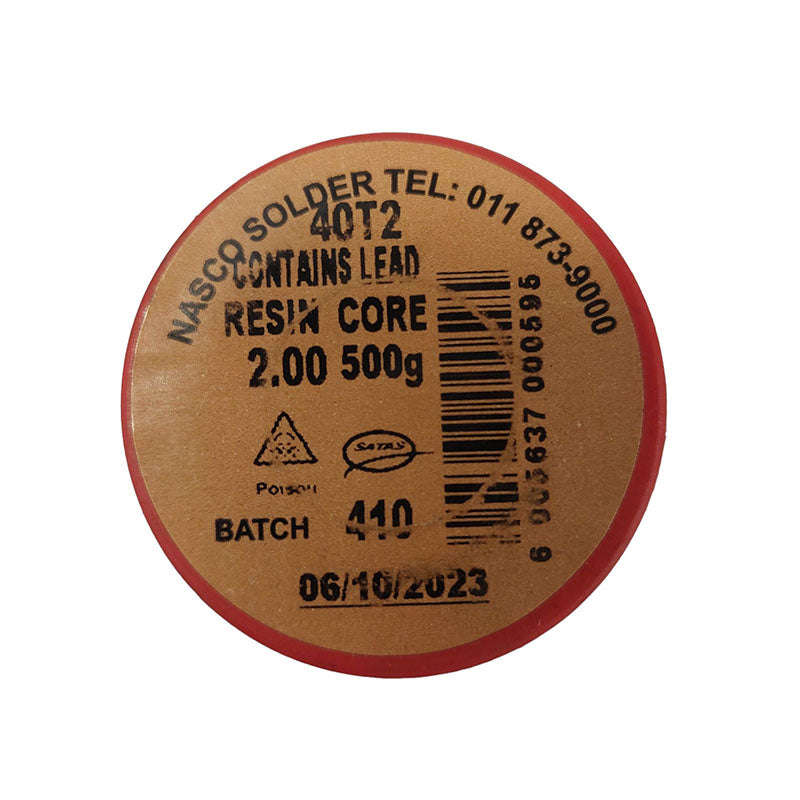 NASCO SOLDER TEL: 011 873-9000
40T2
CONTAINS LEAD
RESIN CORE
2.00 500g
SATAS
Poison
BATCH 410
06/10/2023
6 005637 000595